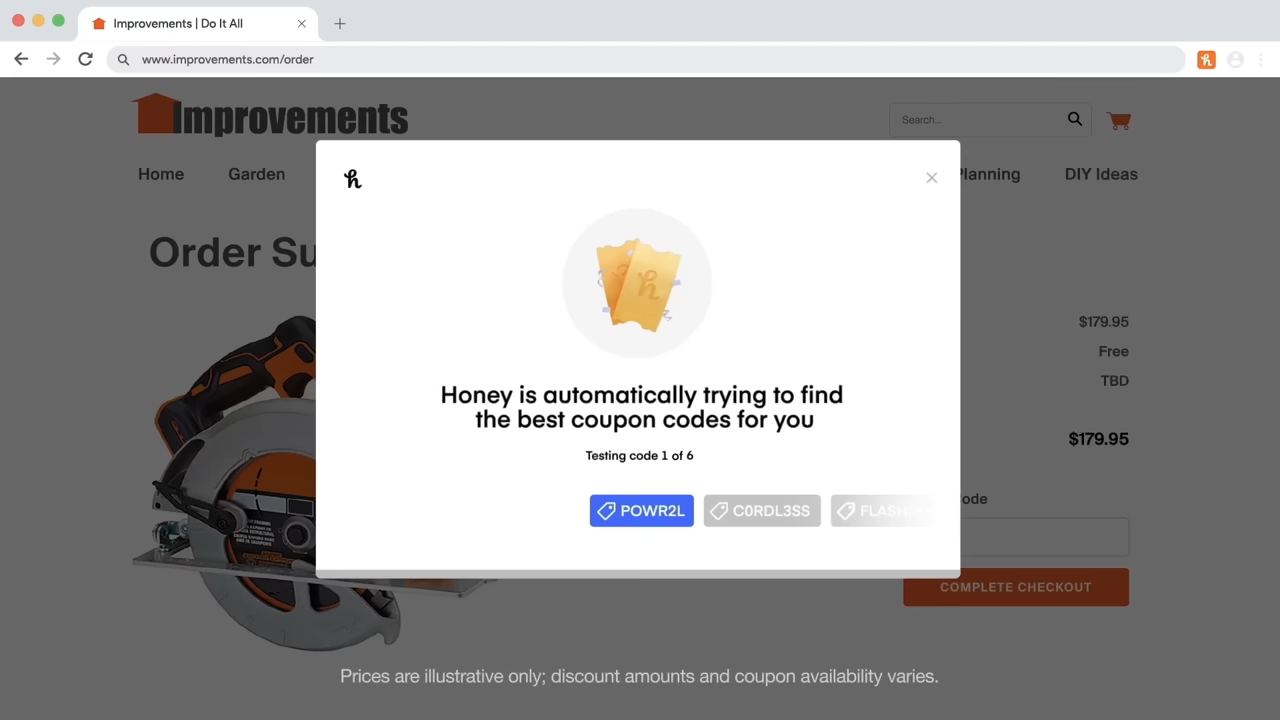 Improvements | Do It All
www.improvements.com/order
Improvements
Search...
Home
Garden
Planning
DIY Ideas
Order Su
$179.95
Free
TBD
$179.95
ode
COMPLETE CHECKOUT
h
Honey is automatically trying to find
the best coupon codes for you
Testing code 1 of 6
POWR2L
C0RDL3SS
FLASH
Prices are illustrative only; discount amounts and coupon availability varies.